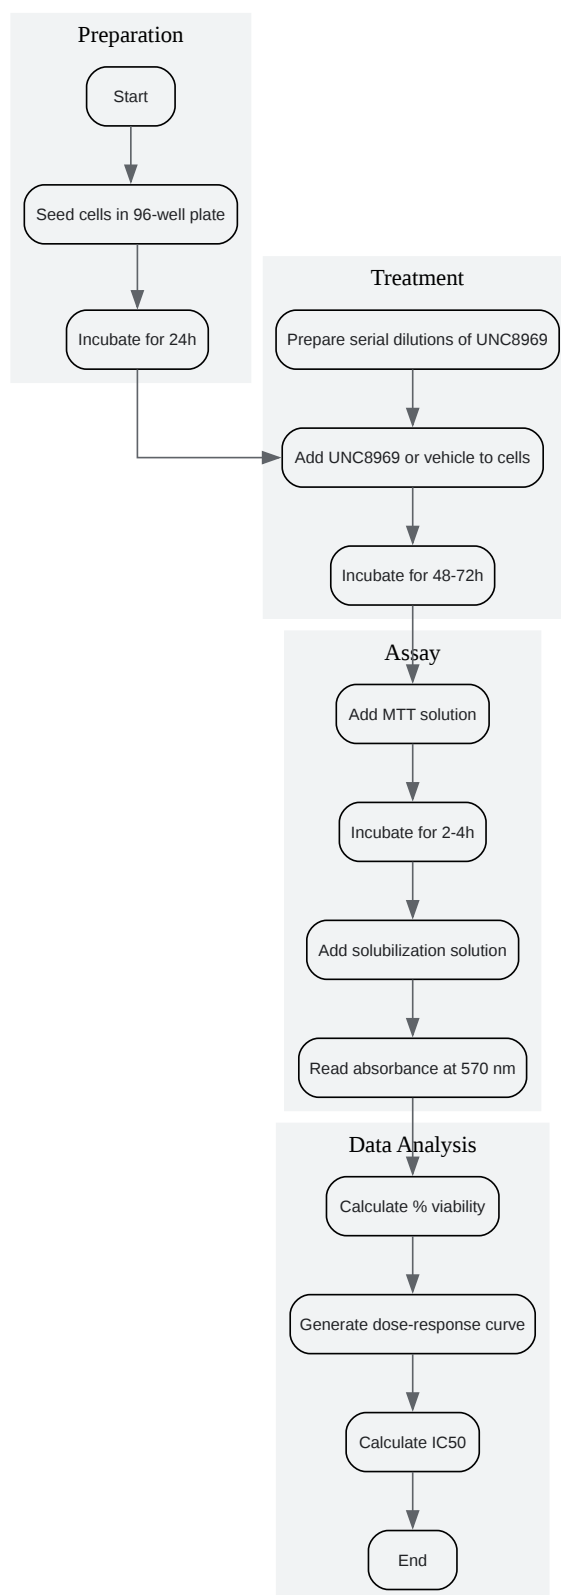 Preparation
Start
Seed cells in 96-well plate
Incubate for 24h
Treatment
Prepare serial dilutions of UNC8969
Add UNC8969 or vehicle to cells
Incubate for 48-72h
Assay
Add MTT solution
Incubate for 2-4h
Add solubilization solution
Read absorbance at 570 nm
Data Analysis
Calculate % viability
Generate dose-response curve
Calculate IC50
End